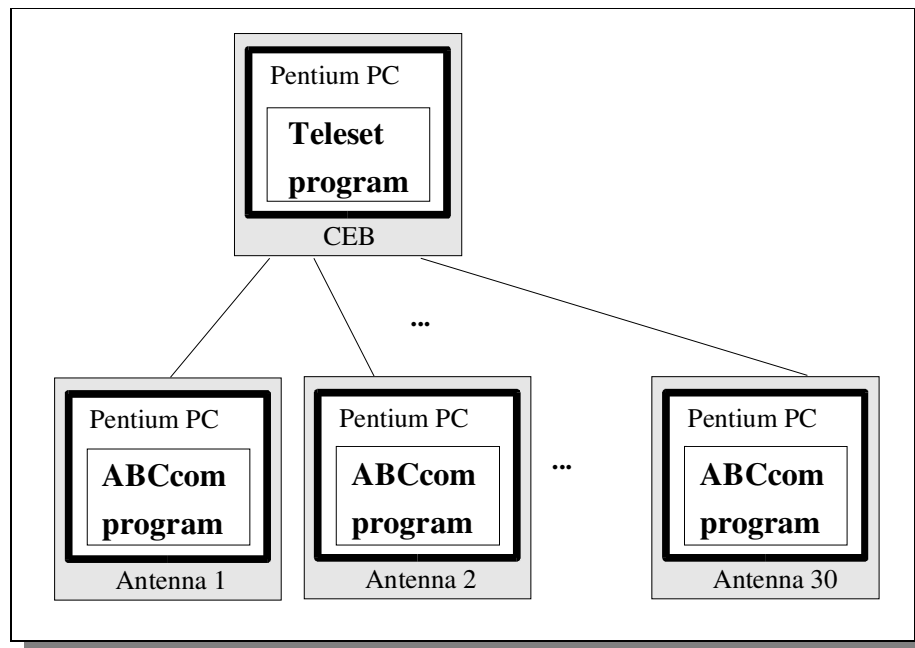 Pentium PC
Teleset
program
CEB
...
Pentium PC
ABCcom
program
Antenna 1
Pentium PC
ABCcom
program
Antenna 2
...
Pentium PC
ABCcom
program
Antenna 30